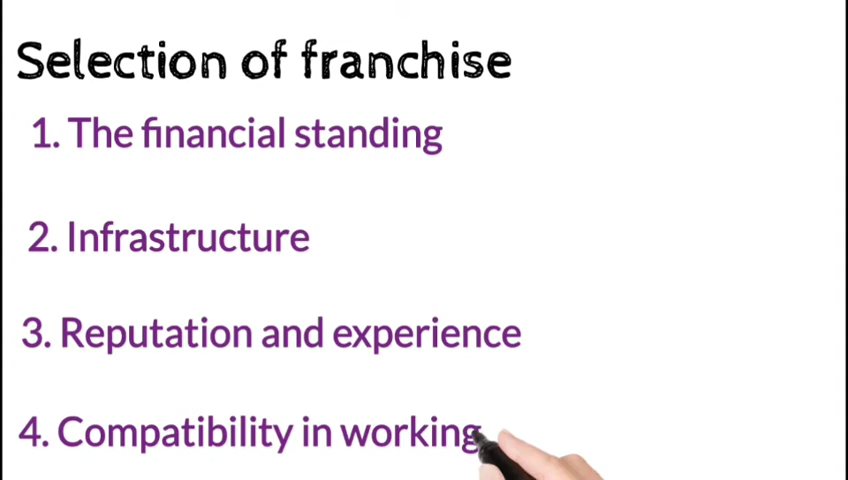 Selection of franchise
1. The financial standing
2. Infrastructure
3. Reputation and experience
4. Compatibility in working